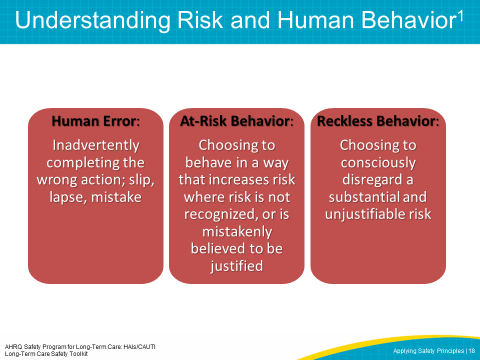 Understanding Risk and Human Behavior1
Human Error:
Inadvertently
completing the
wrong action; slip,
lapse, mistake
At-Risk Behavior:
Choosing to
behave in a way
that increases risk
where risk is not
recognized, or is
mistakenly
believed to be
justified
Reckless Behavior:
Choosing to
consciously
disregard a
substantial and
unjustifiable risk
AHRQ Safety Program for Long-Term Care: HAIs/CAUTI
Long-Term Care Safety Toolkit
Applying Safety Principles | 18